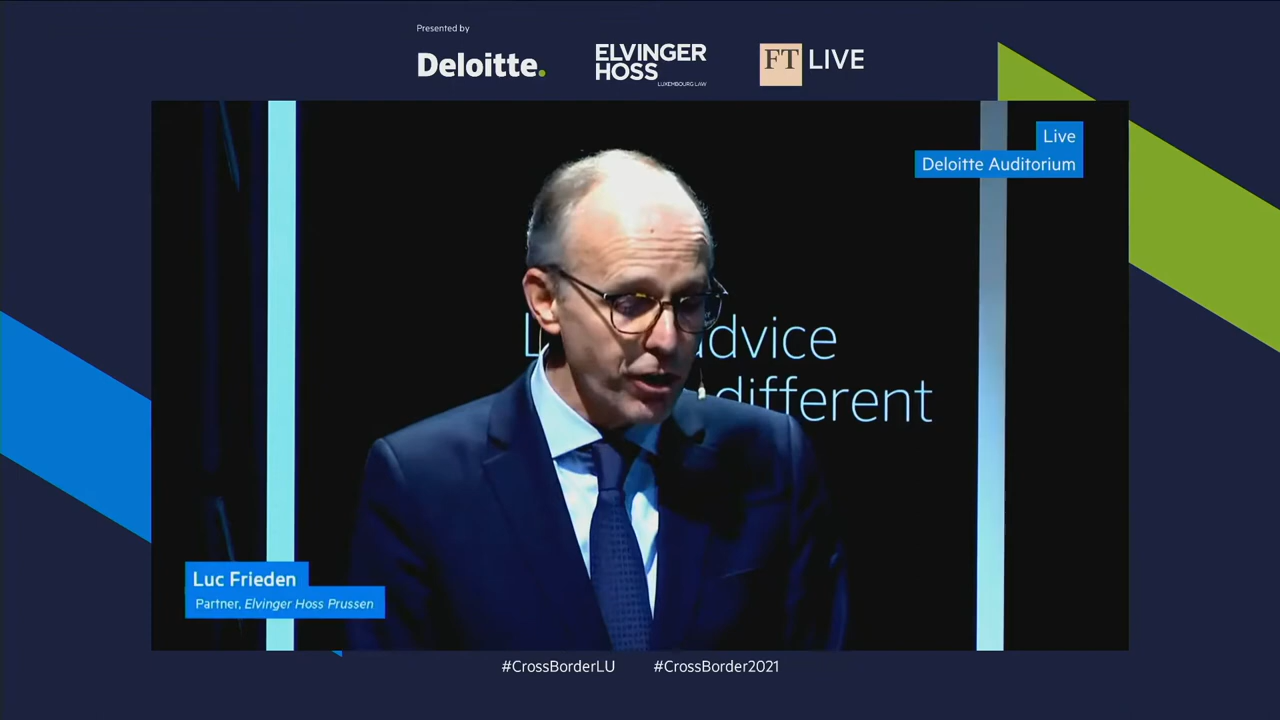 Presented by
Deloitte.
ELVINGER
HOSS
LUXEMBOURG LAW
FT LIVE
Live
Deloitte Auditorium
dvice
different
Luc Frieden
Partner, Elvinger Hoss Prussen
#CrossBorderLU #CrossBorder2021